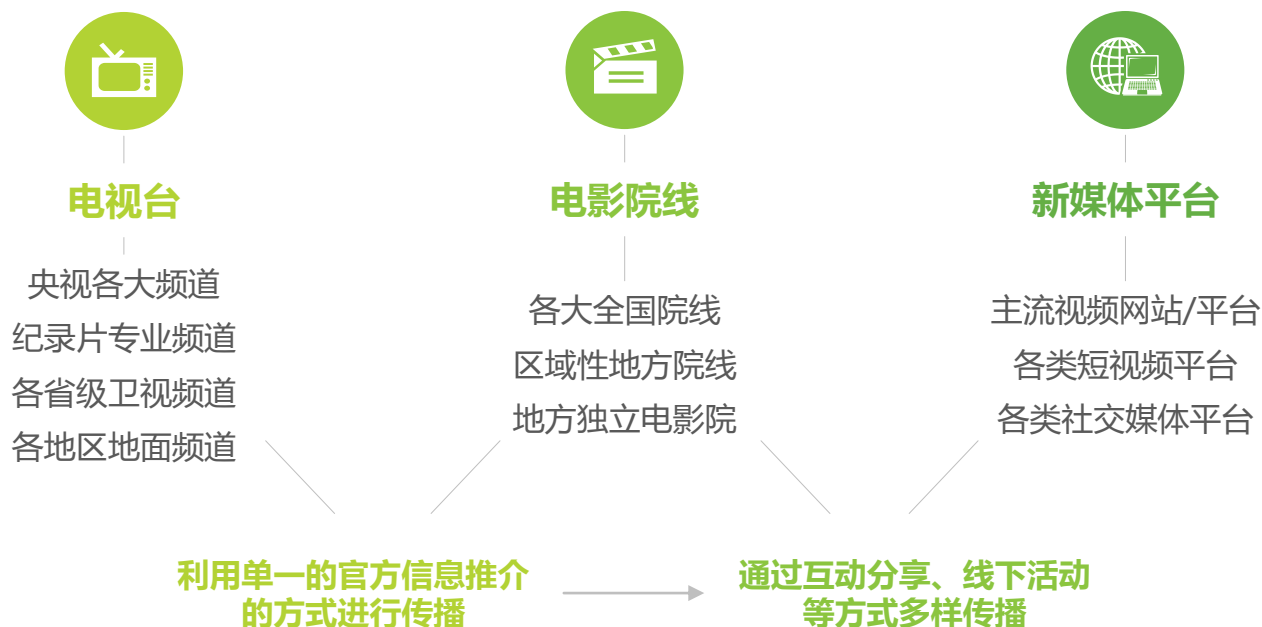 电视台
央视各大频道
纪录片专业频道
各省级卫视频道
各地区地面频道
电影院线
各大全国院线
区域性地方院线
地方独立电影院
新媒体平台
主流视频网站/平台
各类短视频平台
各类社交媒体平台
利用单一的官方信息推介
的方式进行传播
通过互动分享、线下活动
等方式多样传播